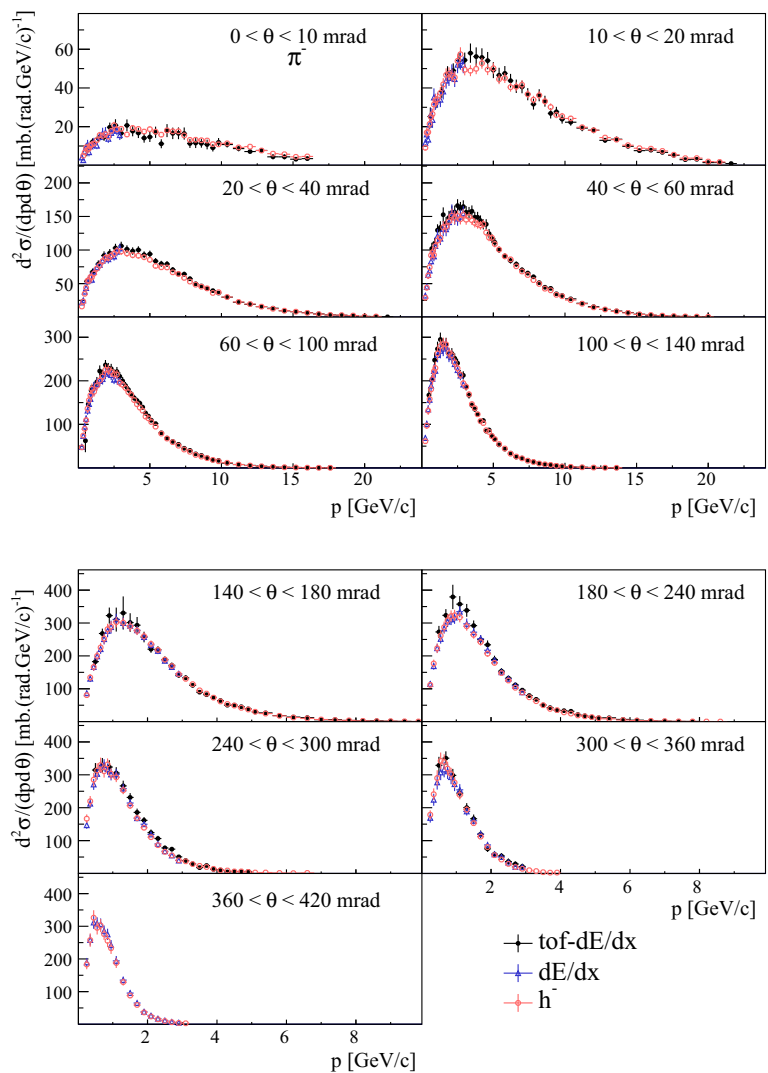 0 < θ < 10 mrad
π⁻
10 < θ < 20 mrad
60
40
20
20 < θ < 40 mrad
40 < θ < 60 mrad
200
150
100
50
60 < θ < 100 mrad
100 < θ < 140 mrad
300
200
100
d²σ/(dpdθ) [mb.(rad.GeV/c)⁻¹]
5 10 15 20
5 10 15 20
p [GeV/c]
p [GeV/c]
140 < θ < 180 mrad
180 < θ < 240 mrad
400
300
200
100
240 < θ < 300 mrad
300 < θ < 360 mrad
400
300
200
100
d²σ/(dpdθ) [mb.(rad.GeV/c)⁻¹]
360 < θ < 420 mrad
400
300
200
100
2 4 6 8
p [GeV/c]
2 4 6 8
p [GeV/c]
tof-dE/dx
dE/dx
h⁻